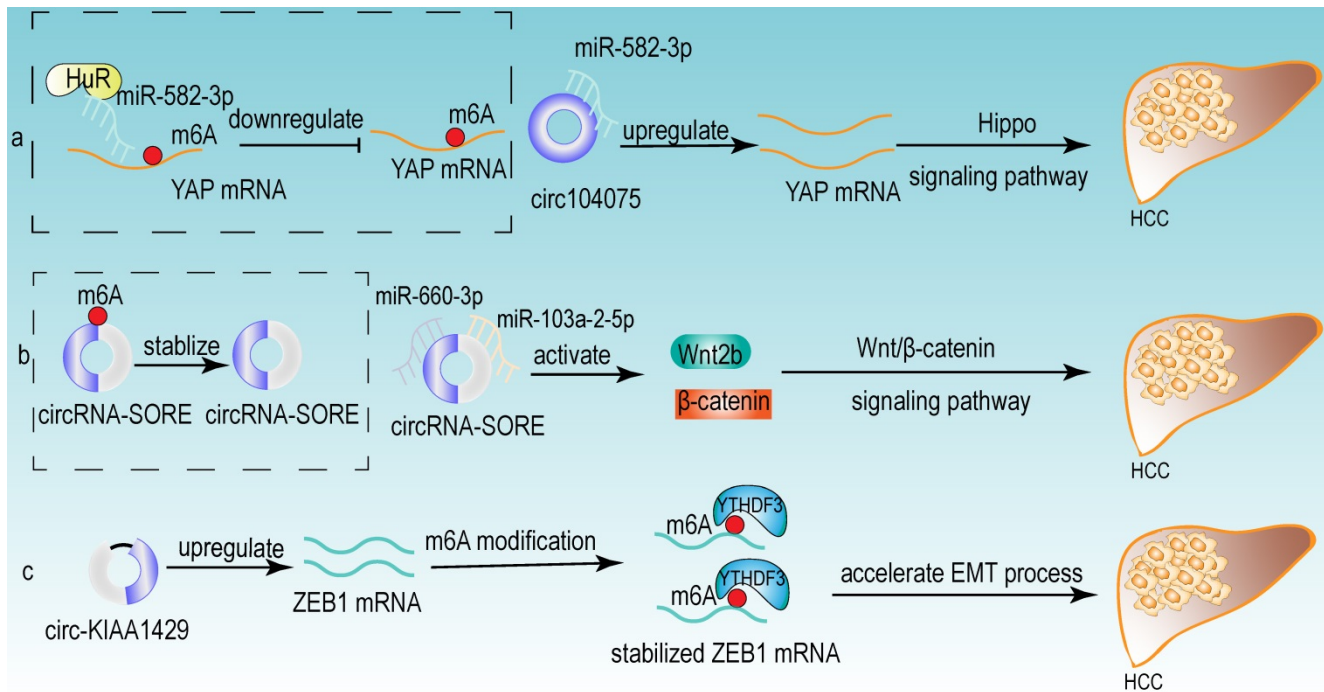 a
HuR
miR-582-3p
m6A
YAP mRNA
downregulate
m6A
YAP mRNA
miR-582-3p
circ104075
upregulate
YAP mRNA
Hippo
signaling pathway
HCC
b
m6A
circRNA-SORE
stablize
circRNA-SORE
miR-660-3p
miR-103a-2-5p
circRNA-SORE
activate
Wnt2b
β-catenin
Wnt/β-catenin
signaling pathway
HCC
c
circ-KIAA1429
upregulate
ZEB1 mRNA
m6A modification
YTHDF3
m6A
YTHDF3
m6A
stabilized ZEB1 mRNA
accelerate EMT process
HCC